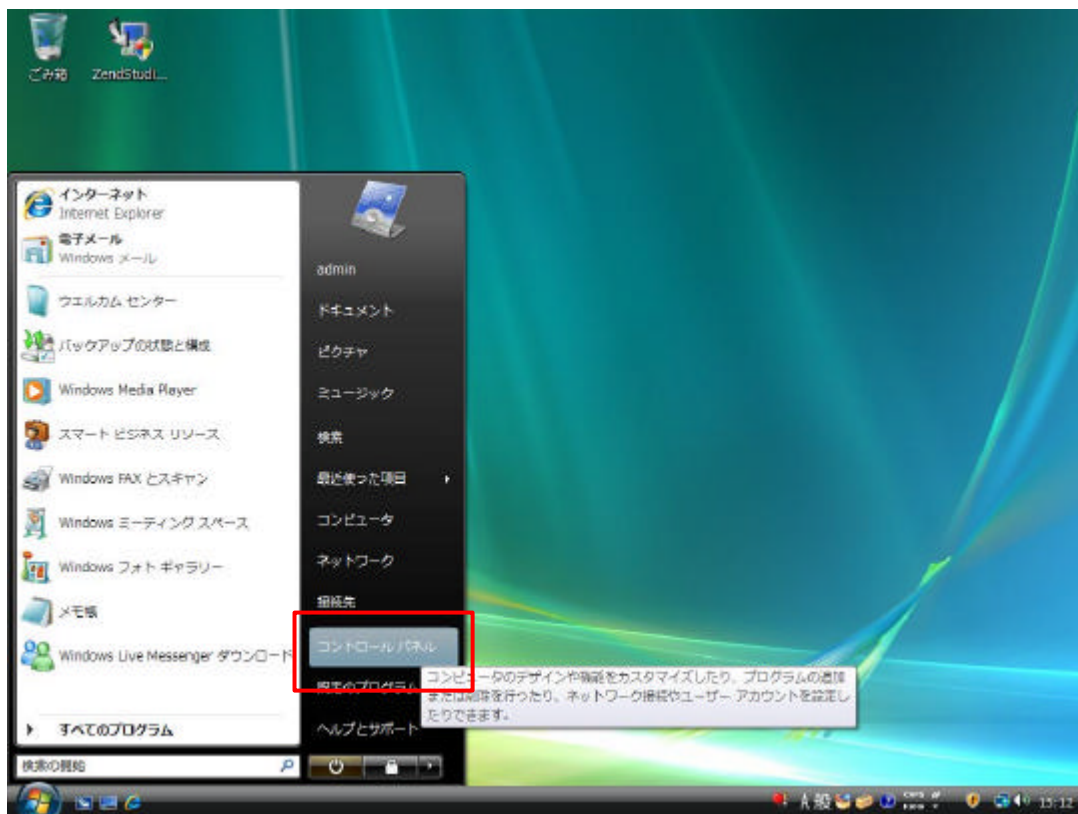 ごみ箱
ZendStudi...
インターネット
Internet Explorer
電子メール
Windows メール
ウエルカム センター
バックアップの状態と構成
Windows Media Player
スマート ビジネス リソース
Windows FAX とスキャン
Windows ミーティング スペース
Windows フォト ギャラリー
メモ帳
Windows Live Messenger ダウンロード
すべてのプログラム
検索の開始
admin
ドキュメント
ピクチャ
ミュージック
検索
最近使った項目
コンピュータ
ネットワーク
接続先
コントロール パネル
既定のプログラム
ヘルプとサポート
コンピュータのデザインや機能をカスタマイズしたり、プログラムの追加
または削除を行ったり、ネットワーク接続やユーザー アカウントを設定し
たりできます。
A 般
CAPS
KANA
15:12